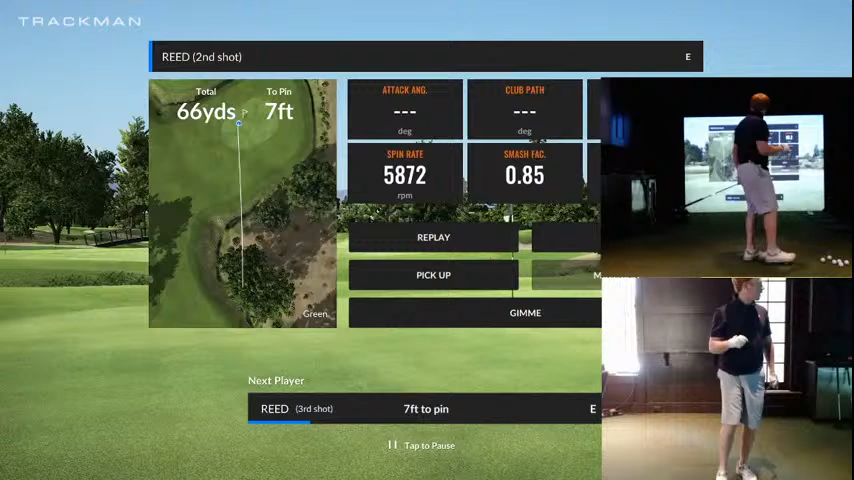 TRACKMAN
REED (2nd shot) E
Total To Pin
66yds 7ft
Green
ATTACK ANG. CLUB PATH
--- ---
deg deg
SPIN RATE SMASH FAC.
5872 0.85
rpm
REPLAY
PICK UP M
GIMME
Next Player
REED (3rd shot) 7ft to pin E
Tap to Pause